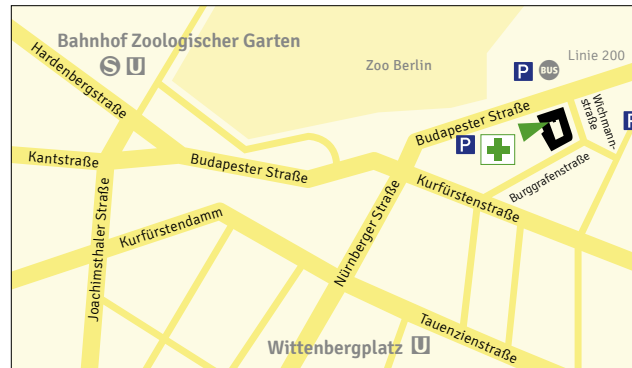 Bahnhof Zoologischer Garten
S U
Hardenbergstraße
Zoo Berlin
Linie 200
P BUS
Budapester Straße
Wichmann-
straße
P
P
Kantstraße
Budapester Straße
Burggrafenstraße
Kurfürstenstraße
Joachimsthaler Straße
Kurfürstendamm
Nürnberger Straße
Tauenzienstraße
Wittenbergplatz U